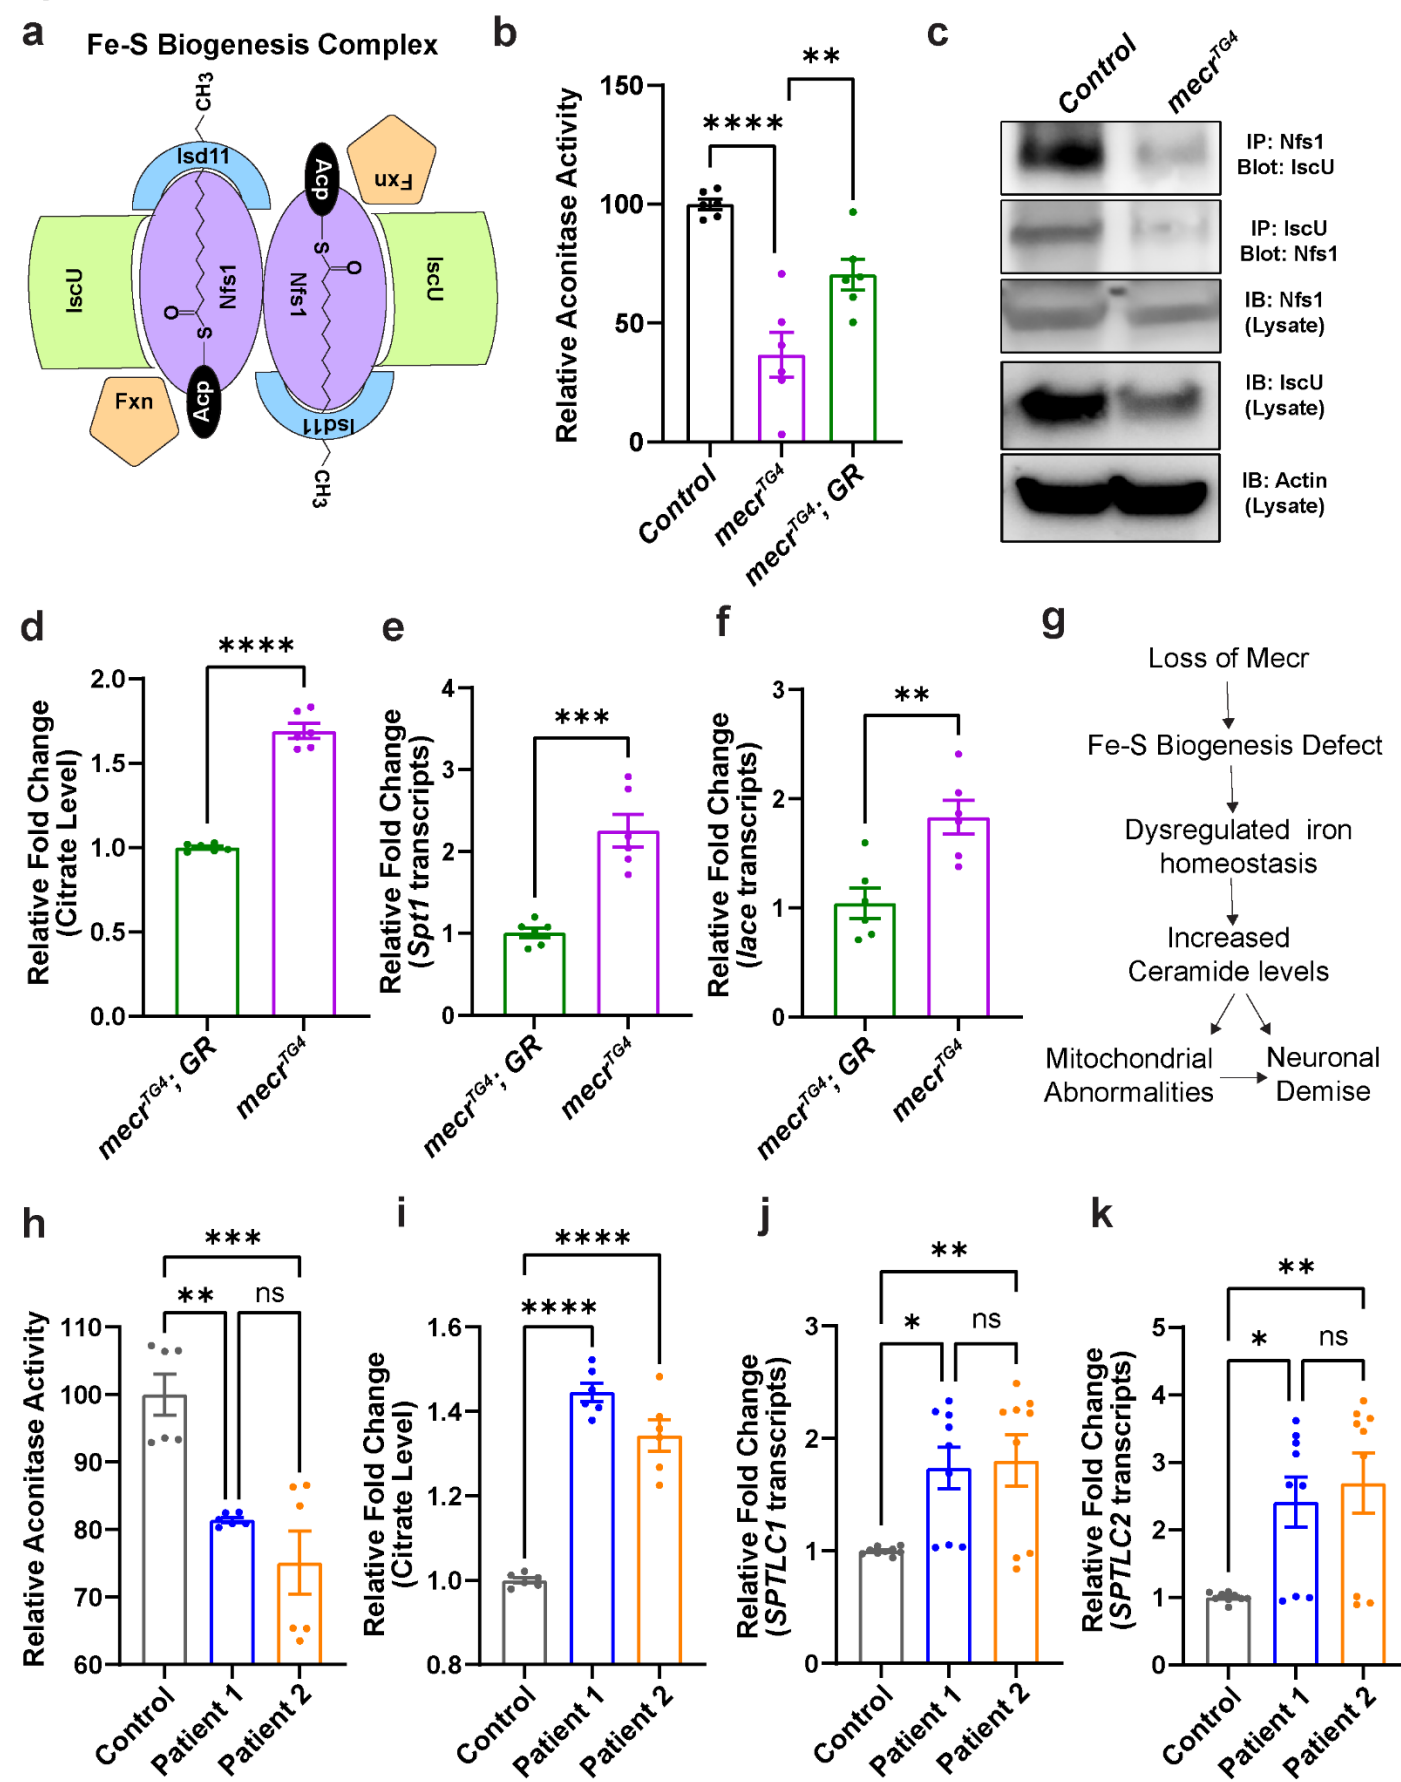 a
Fe-S Biogenesis Complex
CH3
Isd11
Acp
Fxn
S
O
IscU
Nfs1
Nfs1
IscU
O
S
Fxn
Acp
Isd11
CH3
b
Relative Aconitase Activity
150
100
50
0
****
**
Control
mecrTG4
mecrTG4; GR
c
Control
mecrTG4
IP: Nfs1
Blot: IscU
IP: IscU
Blot: Nfs1
IB: Nfs1
(Lysate)
IB: IscU
(Lysate)
IB: Actin
(Lysate)
d
Relative Fold Change
(Citrate Level)
2.0
1.5
1.0
0.5
0.0
****
mecrTG4; GR
mecrTG4
e
Relative Fold Change
(Spt1 transcripts)
4
3
2
1
0
***
mecrTG4; GR
mecrTG4
f
Relative Fold Change
(lace transcripts)
3
2
1
0
**
mecrTG4; GR
mecrTG4
g
Loss of Mecr
Fe-S Biogenesis Defect
Dysregulated iron
homeostasis
Increased
Ceramide levels
Mitochondrial
Abnormalities
Neuronal
Demise
h
Relative Aconitase Activity
110
100
90
80
70
60
***
**
ns
Control
Patient 1
Patient 2
i
Relative Fold Change
(Citrate Level)
1.6
1.4
1.2
1.0
0.8
****
****
Control
Patient 1
Patient 2
j
Relative Fold Change
(SPTLC1 transcripts)
3
2
1
0
**
*
ns
Control
Patient 1
Patient 2
k
Relative Fold Change
(SPTLC2 transcripts)
5
4
3
2
1
0
**
*
ns
Control
Patient 1
Patient 2